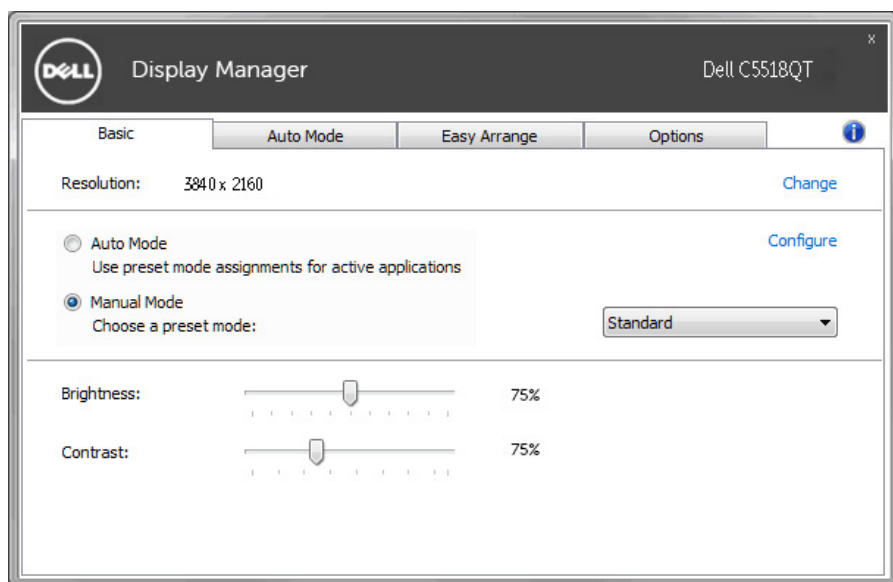 DELL Display Manager Dell C5518QT x
Basic Auto Mode Easy Arrange Options i
Resolution: 3840 x 2160 Change
Auto Mode Configure
Use preset mode assignments for active applications
Manual Mode
Choose a preset mode: Standard
Brightness: 75%
Contrast: 75%